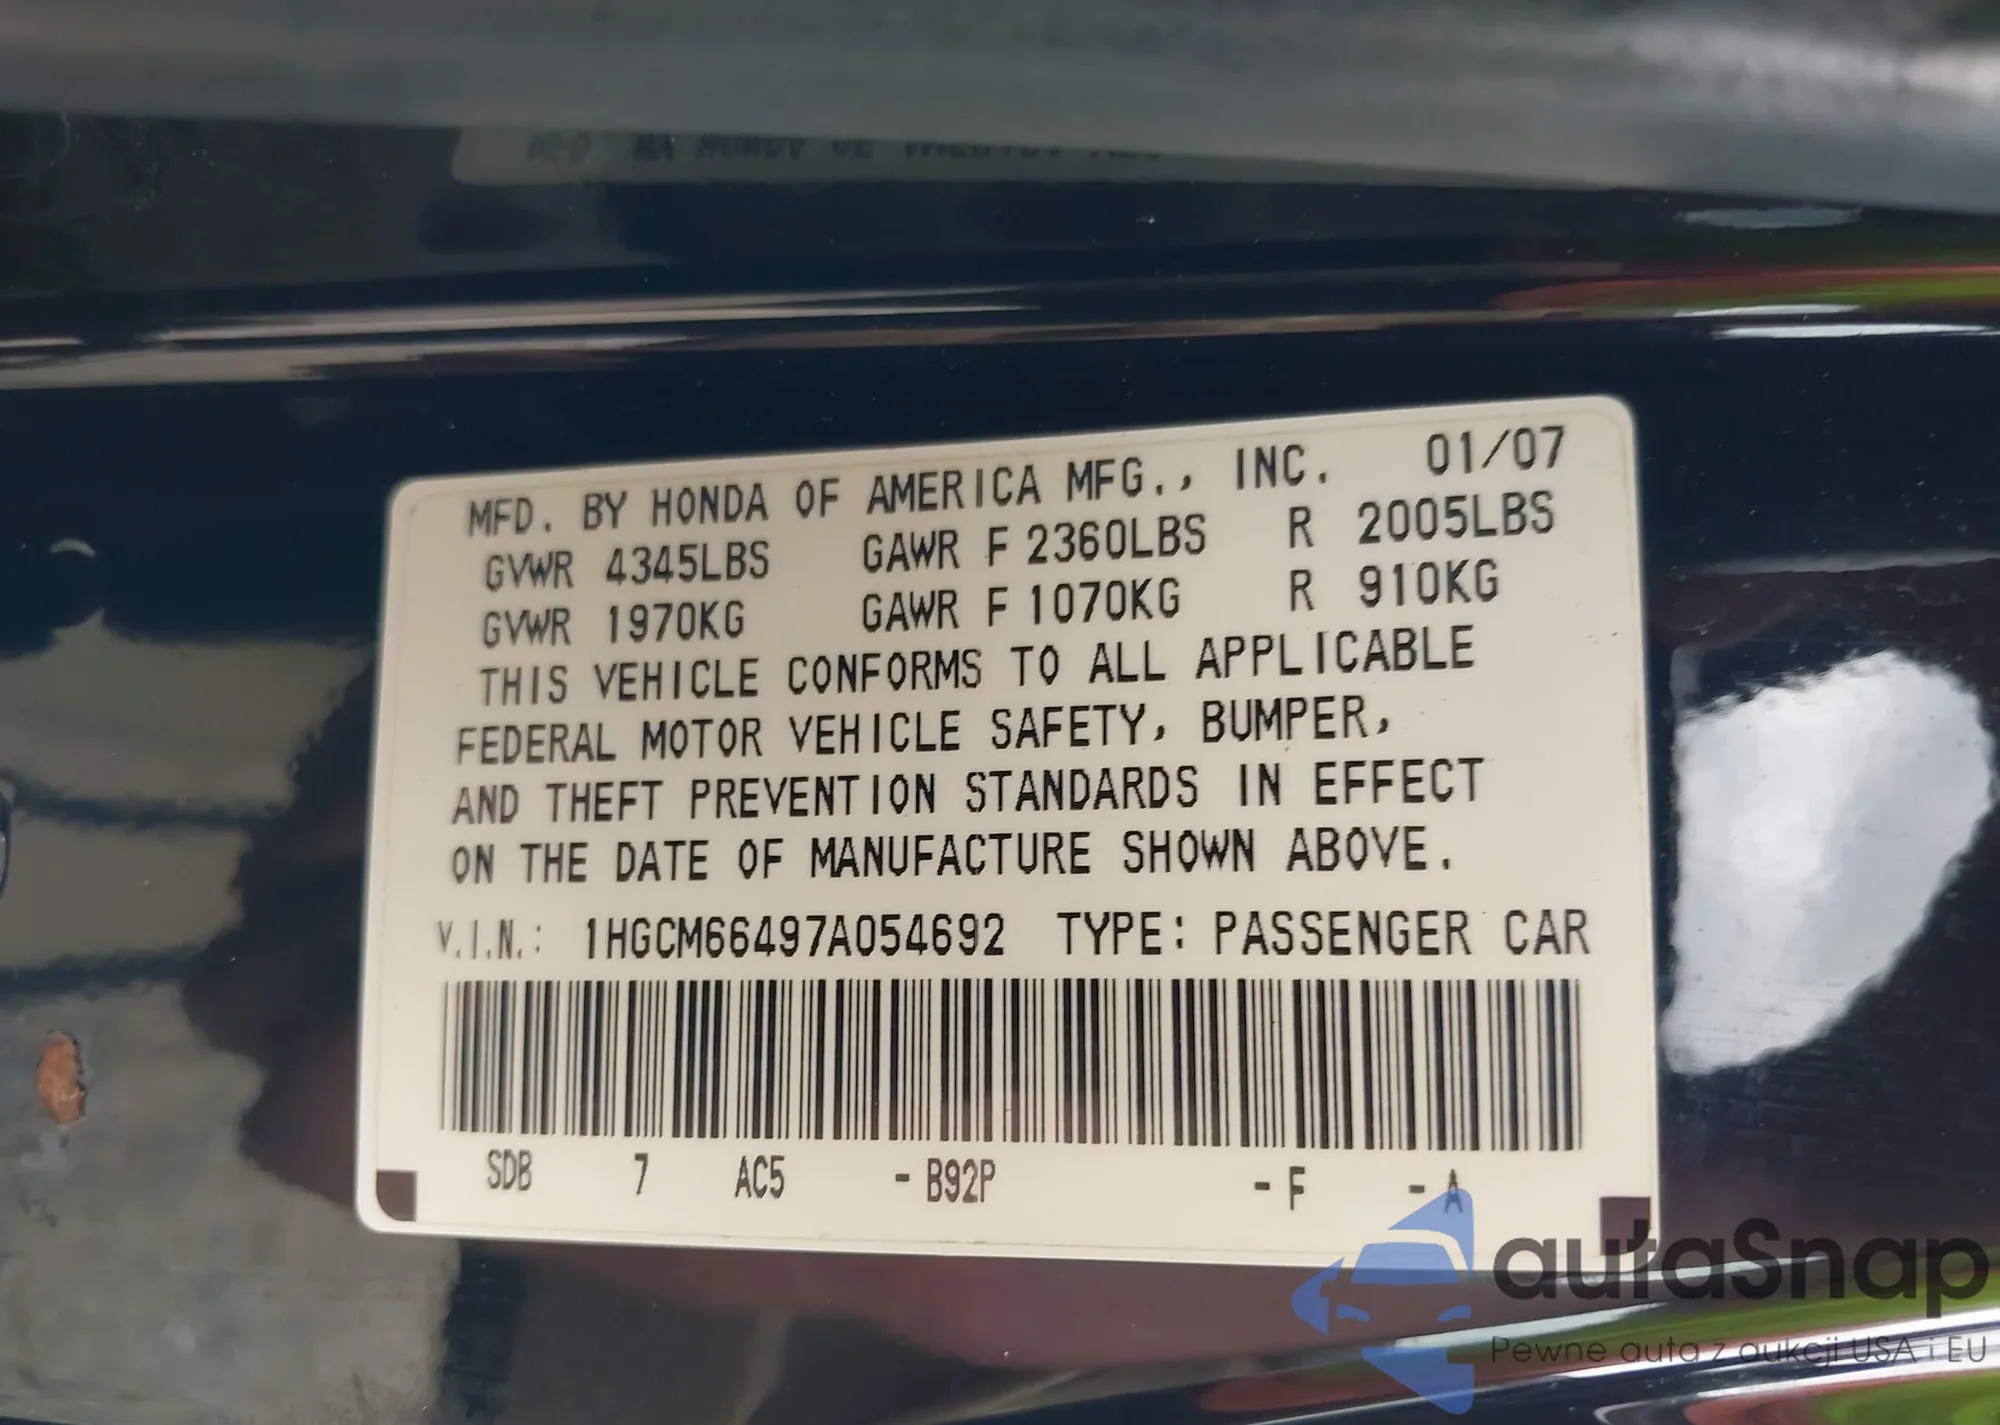 MFD. BY HONDA OF AMERICA MFG., INC. 01/07
GVWR 4345LBS GAWR F 2360LBS R 2005LBS
GVWR 1970KG GAWR F 1070KG R 910KG
THIS VEHICLE CONFORMS TO ALL APPLICABLE
FEDERAL MOTOR VEHICLE SAFETY, BUMPER,
AND THEFT PREVENTION STANDARDS IN EFFECT
ON THE DATE OF MANUFACTURE SHOWN ABOVE.
V.I.N.: 1HGCM66497A054692 TYPE: PASSENGER CAR
SDB 7 AC5 - B92P - F - A
autaSnap
Pewne auta z aukcji USA i EU